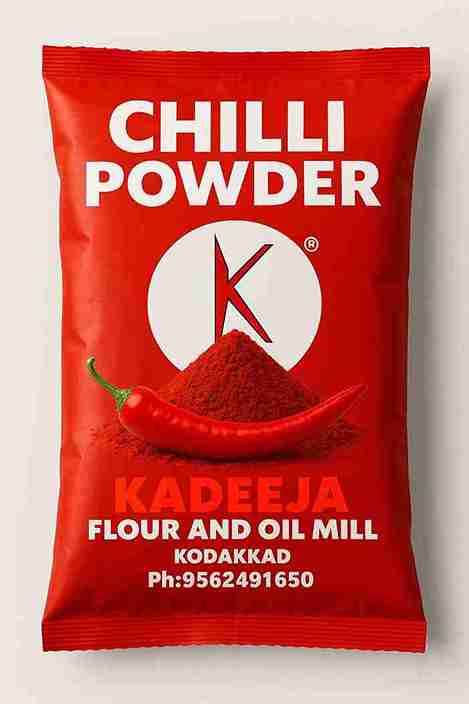 CHILLI
POWDER
K ®
KADEEJA
FLOUR AND OIL MILL
KODAKKAD
Ph:9562491650